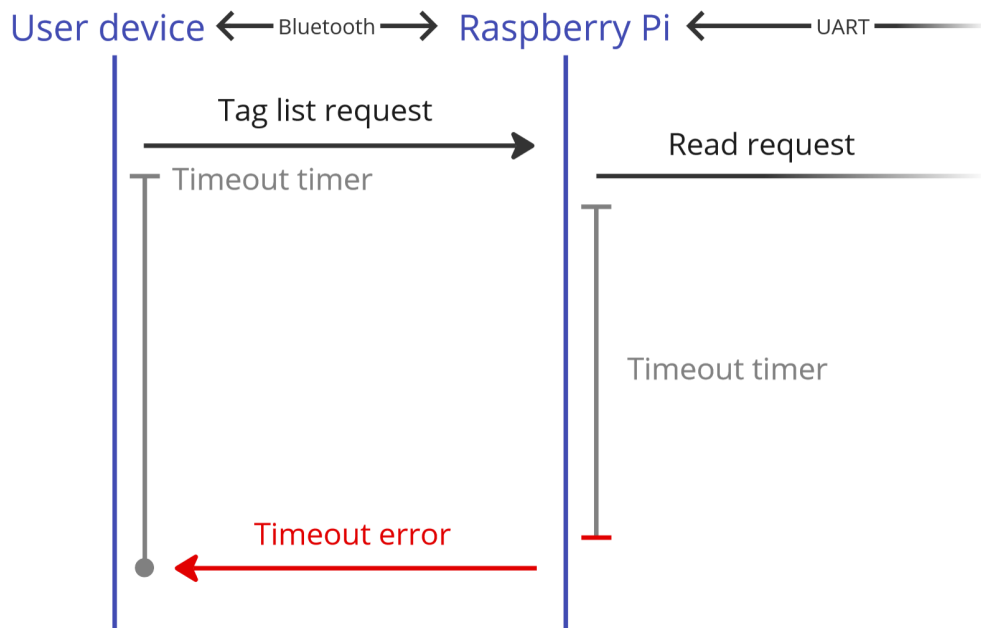 User device
Bluetooth
Raspberry Pi
UART
Tag list request
Read request
Timeout timer
Timeout timer
Timeout error